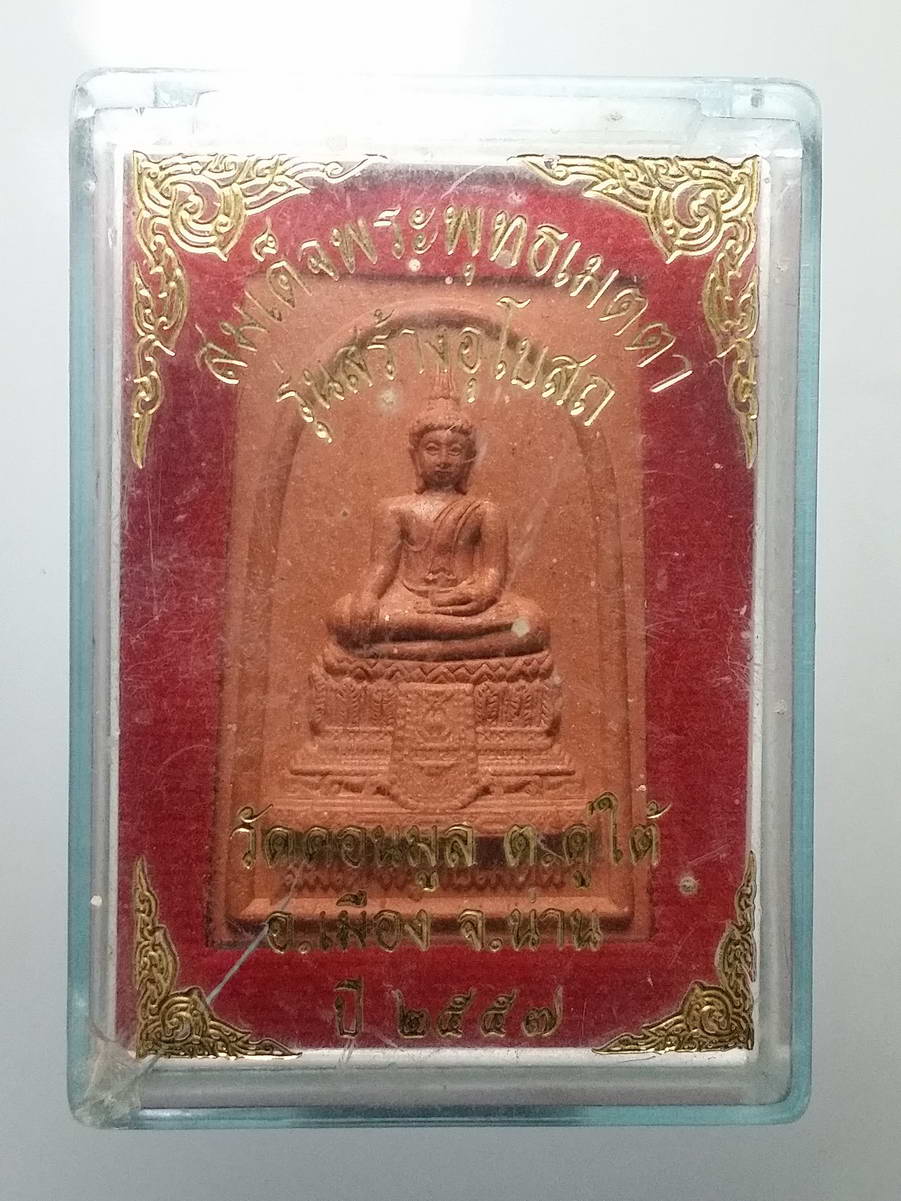 สมเด็จพระพุทธเมตตา
รุ่นสร้างอุโบสถ
วัดดอนมูล ต.ดู่ใต้
อ.เมือง จ.น่าน
ปี ๒๕๕๗